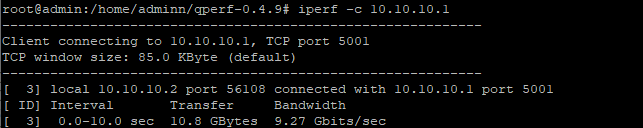 root@admin:/home/adminn/qperf-0.4.9# iperf -c 10.10.10.1
------------------------------------------------------------
Client connecting to 10.10.10.1, TCP port 5001
TCP window size: 85.0 KByte (default)
------------------------------------------------------------
[  3] local 10.10.10.2 port 56108 connected with 10.10.10.1 port 5001
[ ID] Interval       Transfer     Bandwidth
[  3]  0.0-10.0 sec  10.8 GBytes  9.27 Gbits/sec